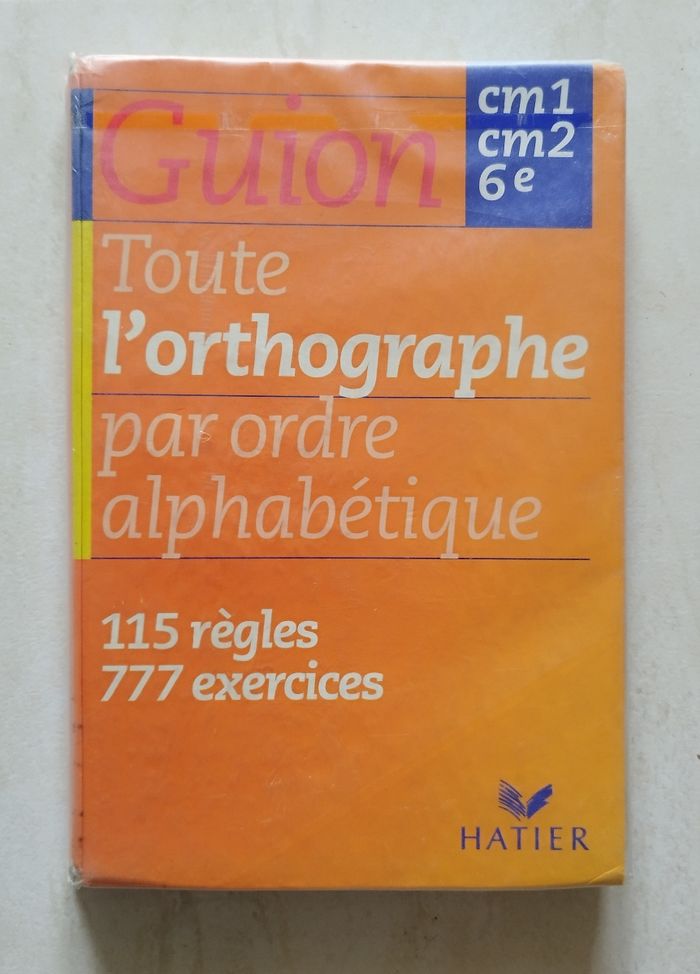 Guion
cm1
cm2
6e
Toute
l'orthographe
par ordre
alphabétique
115 règles
777 exercices
HATIER